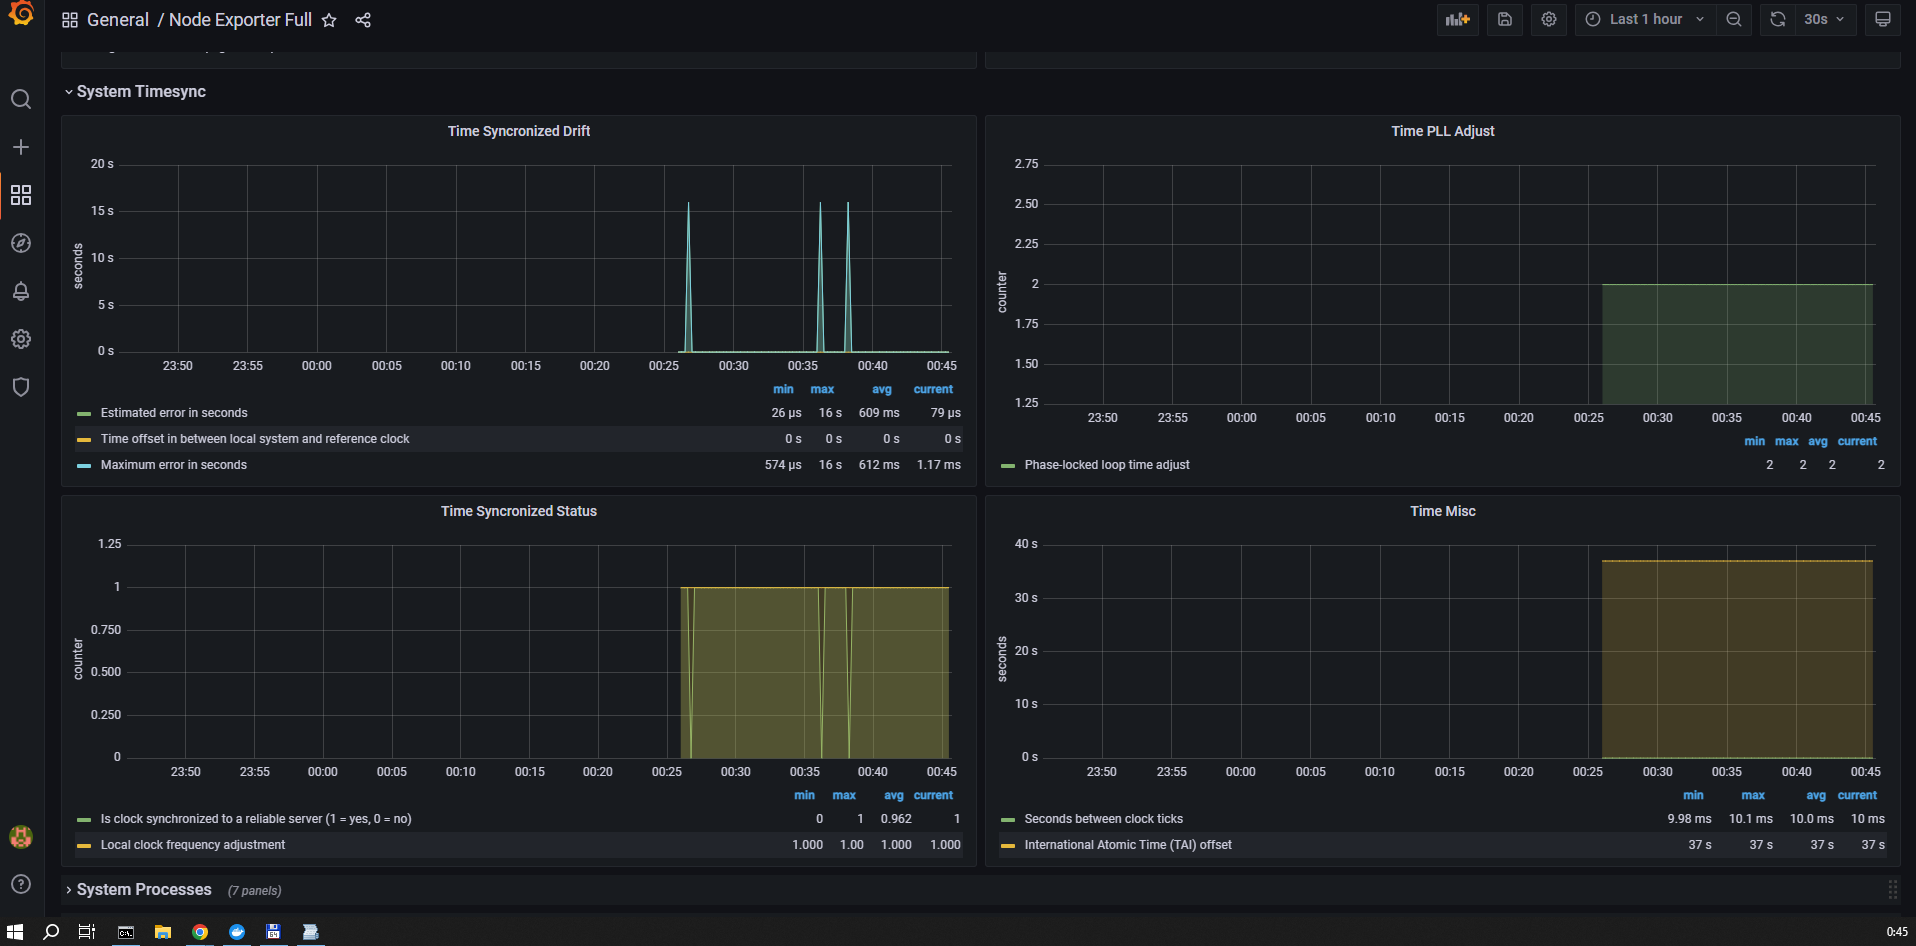 General / Node Exporter Full
Last 1 hour
30s
System Timesync
Time Syncronized Drift
20 s
15 s
10 s
5 s
0 s
seconds
23:50 23:55 00:00 00:05 00:10 00:15 00:20 00:25 00:30 00:35 00:40 00:45
min max avg current
Estimated error in seconds 26 µs 16 s 609 ms 79 µs
Time offset in between local system and reference clock 0 s 0 s 0 s 0 s
Maximum error in seconds 574 µs 16 s 612 ms 1.17 ms
Time PLL Adjust
2.75
2.50
2.25
2
1.75
1.50
1.25
counter
23:50 23:55 00:00 00:05 00:10 00:15 00:20 00:25 00:30 00:35 00:40 00:45
min max avg current
Phase-locked loop time adjust 2 2 2 2
Time Syncronized Status
1.25
1
0.750
0.500
0.250
0
counter
23:50 23:55 00:00 00:05 00:10 00:15 00:20 00:25 00:30 00:35 00:40 00:45
min max avg current
Is clock synchronized to a reliable server (1 = yes, 0 = no) 0 1 0.962 1
Local clock frequency adjustment 1.000 1.00 1.000 1.000
Time Misc
40 s
30 s
20 s
10 s
0 s
seconds
23:50 23:55 00:00 00:05 00:10 00:15 00:20 00:25 00:30 00:35 00:40 00:45
min max avg current
Seconds between clock ticks 9.98 ms 10.1 ms 10.0 ms 10 ms
International Atomic Time (TAI) offset 37 s 37 s 37 s 37 s
System Processes (7 panels)
0:45